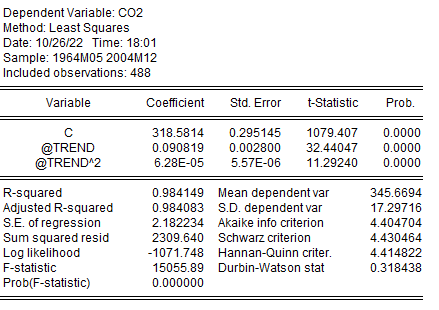 Dependent Variable: CO2
Method: Least Squares
Date: 10/26/22 Time: 18:01
Sample: 1964M05 2004M12
Included observations: 488
Variable Coefficient Std. Error t-Statistic Prob.
C 318.5814 0.295145 1079.407 0.0000
@TREND 0.090819 0.002800 32.44047 0.0000
@TREND^2 6.28E-05 5.57E-06 11.29240 0.0000
R-squared 0.984149 Mean dependent var 345.6694
Adjusted R-squared 0.984083 S.D. dependent var 17.29716
S.E. of regression 2.182234 Akaike info criterion 4.404704
Sum squared resid 2309.640 Schwarz criterion 4.430464
Log likelihood -1071.748 Hannan-Quinn criter. 4.414822
F-statistic 15055.89 Durbin-Watson stat 0.318438
Prob(F-statistic) 0.000000